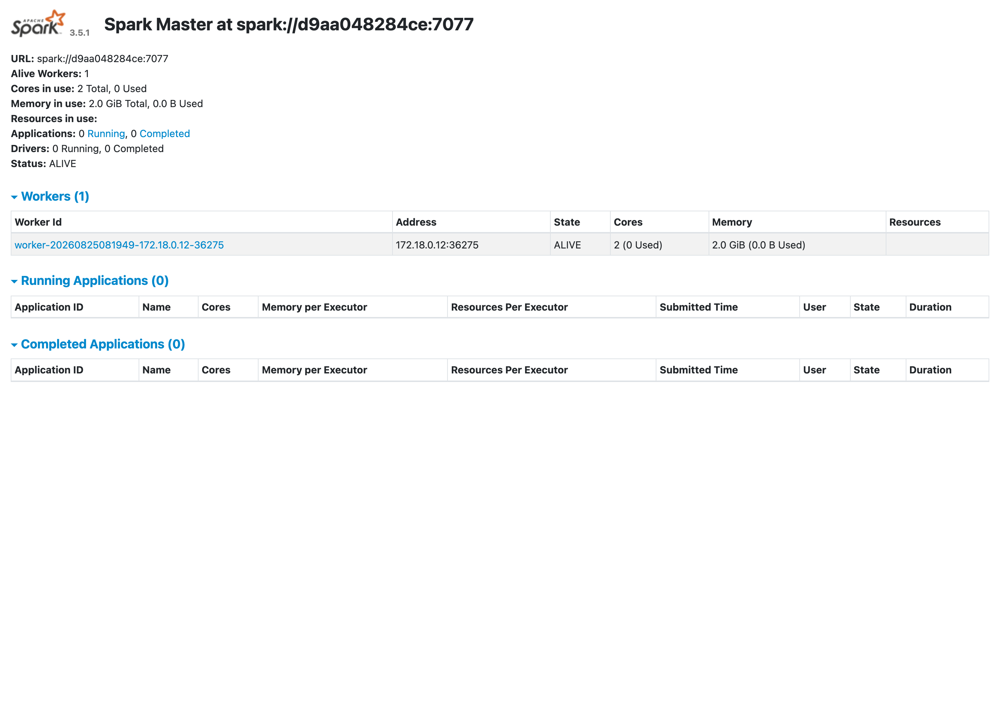 APACHE
Spark™ 3.5.1 Spark Master at spark://d9aa048284ce:7077
URL: spark://d9aa048284ce:7077
Alive Workers: 1
Cores in use: 2 Total, 0 Used
Memory in use: 2.0 GiB Total, 0.0 B Used
Resources in use:
Applications: 0 Running, 0 Completed
Drivers: 0 Running, 0 Completed
Status: ALIVE
Workers (1)
Worker Id Address State Cores Memory Resources
worker-20260825081949-172.18.0.12-36275 172.18.0.12:36275 ALIVE 2 (0 Used) 2.0 GiB (0.0 B Used)
Running Applications (0)
Application ID Name Cores Memory per Executor Resources Per Executor Submitted Time User State Duration
Completed Applications (0)
Application ID Name Cores Memory per Executor Resources Per Executor Submitted Time User State Duration